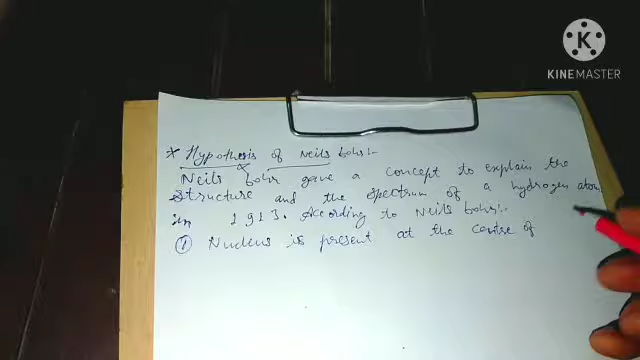 * Hypothesis of Neils bohr:-
Neils bohr gave a concept to explain the
structure and the spectrum of a hydrogen atom
in 1913. According to Neils bohr:-
① Nucleus is present at the centre of
KINEMASTER